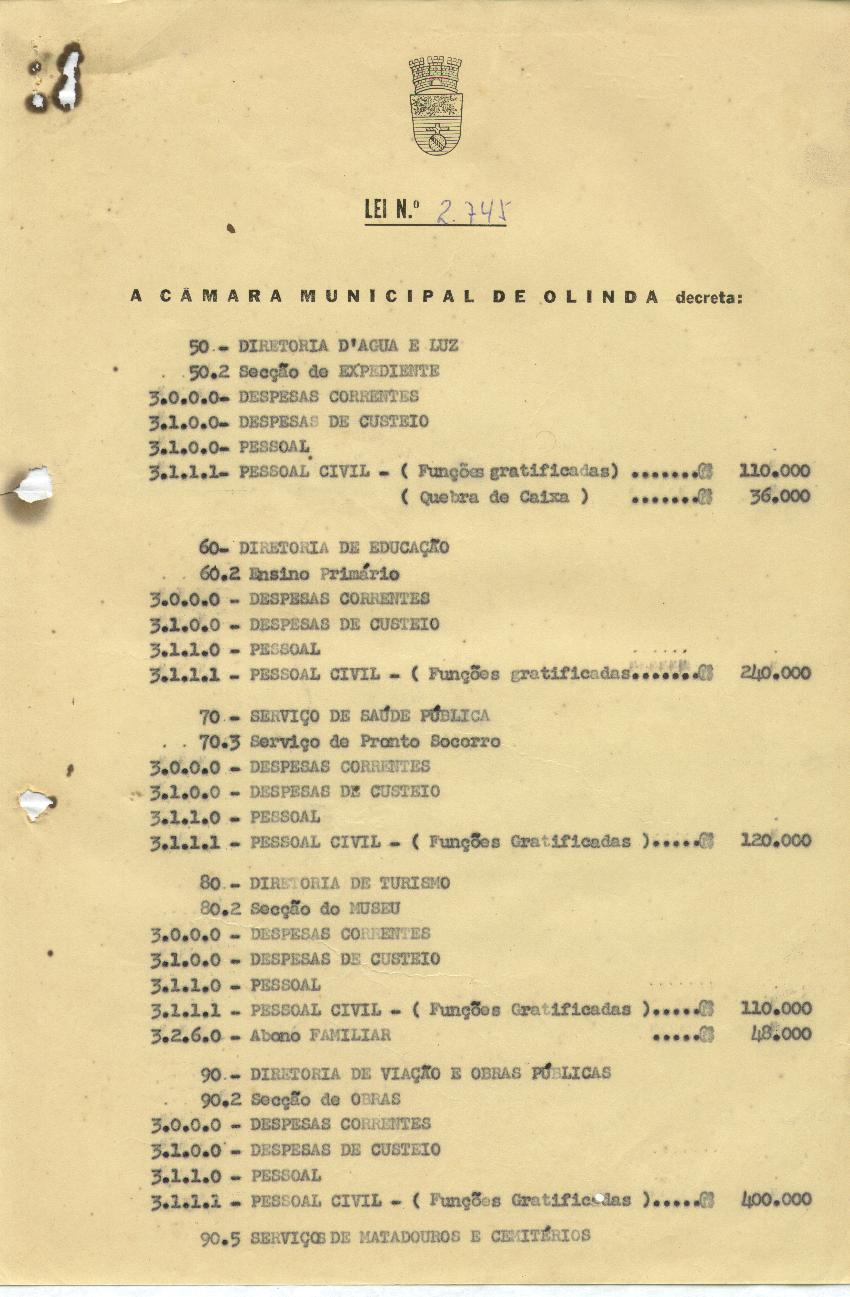 LEI N.º 2.745
A CÂMARA MUNICIPAL DE OLINDA decreta:
50 - DIRETORIA D'AGUA E LUZ
50.2 Secção de EXPEDIENTE
3.0.0.0- DESPESAS CORRENTES
3.1.0.0- DESPESAS DE CUSTEIO
3.1.0.0- PESSOAL
3.1.1.1- PESSOAL CIVIL - ( Funções gratificadas) ....... 110.000
( Quebra de Caixa ) ....... 36.000
60- DIRETORIA DE EDUCAÇÃO
60.2 Ensino Primário
3.0.0.0 - DESPESAS CORRENTES
3.1.0.0 - DESPESAS DE CUSTEIO
3.1.1.0 - PESSOAL
3.1.1.1 - PESSOAL CIVIL - ( Funções gratificadas....... 240.000
70 - SERVIÇO DE SAÚDE PÚBLICA
70.3 Serviço de Pronto Socorro
3.0.0.0 - DESPESAS CORRENTES
3.1.0.0 - DESPESAS DE CUSTEIO
3.1.1.0 - PESSOAL
3.1.1.1 - PESSOAL CIVIL - ( Funções Gratificadas )..... 120.000
80 - DIRETORIA DE TURISMO
80.2 Secção do MUSEU
3.0.0.0 - DESPESAS CORRENTES
3.1.0.0 - DESPESAS DE CUSTEIO
3.1.1.0 - PESSOAL
3.1.1.1 - PESSOAL CIVIL - ( Funções Gratificadas )..... 110.000
3.2.6.0 - Abono FAMILIAR ..... 48.000
90 - DIRETORIA DE VIAÇÃO E OBRAS PÚBLICAS
90.2 Secção de OBRAS
3.0.0.0 - DESPESAS CORRENTES
3.1.0.0 - DESPESAS DE CUSTEIO
3.1.1.0 - PESSOAL
3.1.1.1 - PESSOAL CIVIL - ( Funções Gratificadas )..... 400.000
90.5 SERVIÇOS DE MATADOUROS E CEMITÉRIOS